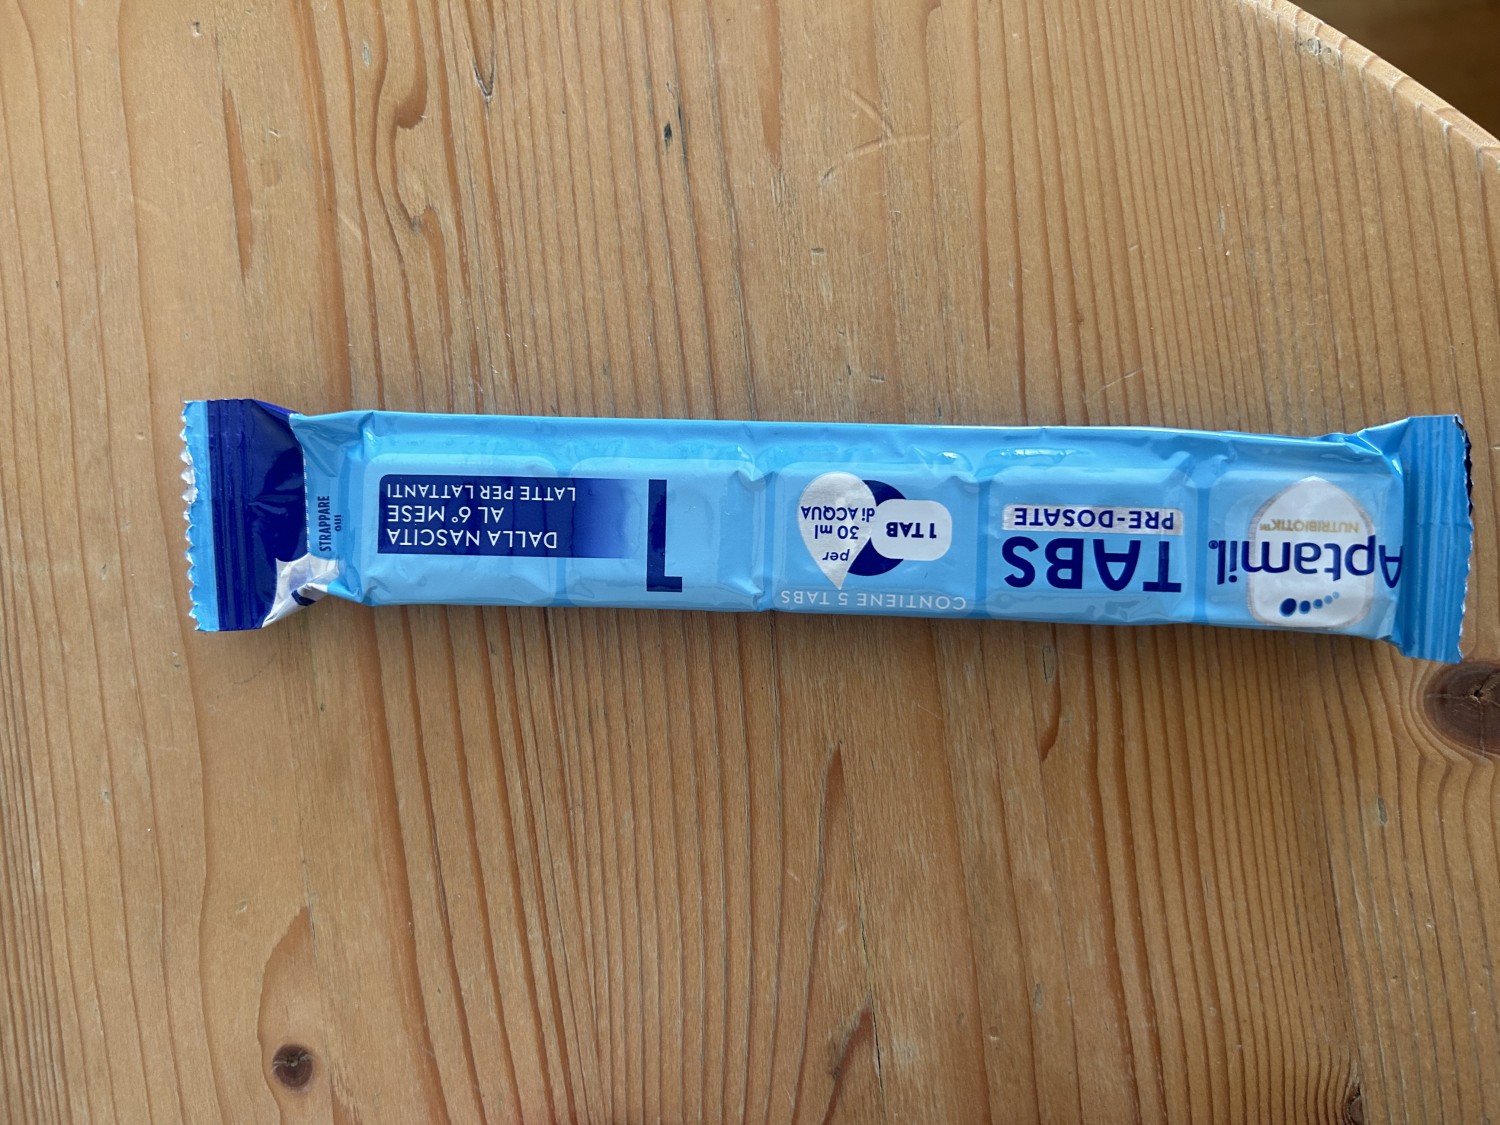 Aptamil®
NUTRIBIOTIK™
TABS
PRE-DOSATE
CONTIENE 5 TABS
1 TAB
per
30 ml
di ACQUA
1
DALLA NASCITA
AL 6° MESE
LATTE PER LATTANTI
STRAPPARE
QUI